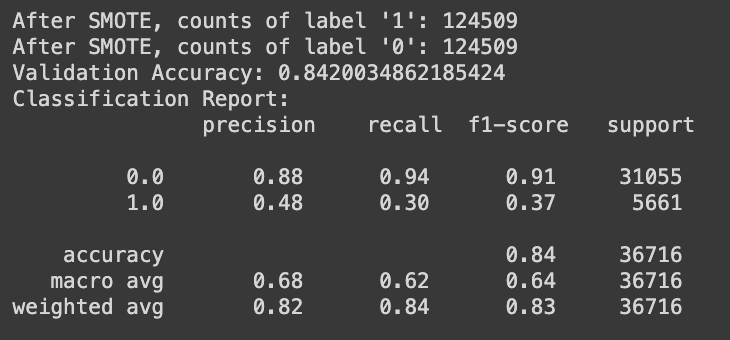 After SMOTE, counts of label '1': 124509
After SMOTE, counts of label '0': 124509
Validation Accuracy: 0.8420034862185424
Classification Report:
precision recall f1-score support
0.0 0.88 0.94 0.91 31055
1.0 0.48 0.30 0.37 5661
accuracy 0.84 36716
macro avg 0.68 0.62 0.64 36716
weighted avg 0.82 0.84 0.83 36716